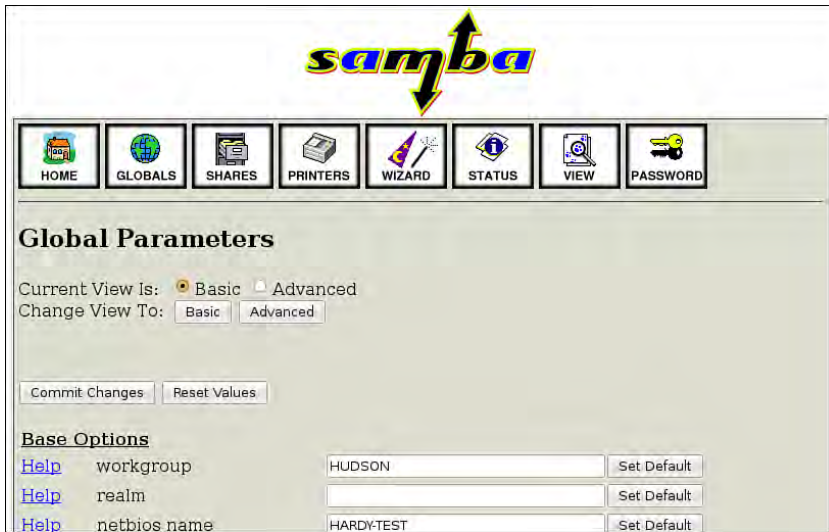 samba
HOME GLOBALS SHARES PRINTERS WIZARD STATUS VIEW PASSWORD
Global Parameters
Current View Is: Basic Advanced
Change View To: Basic Advanced
Commit Changes Reset Values
Base Options
Help workgroup HUDSON Set Default
Help realm Set Default
Help netbios name HARDY-TEST Set Default